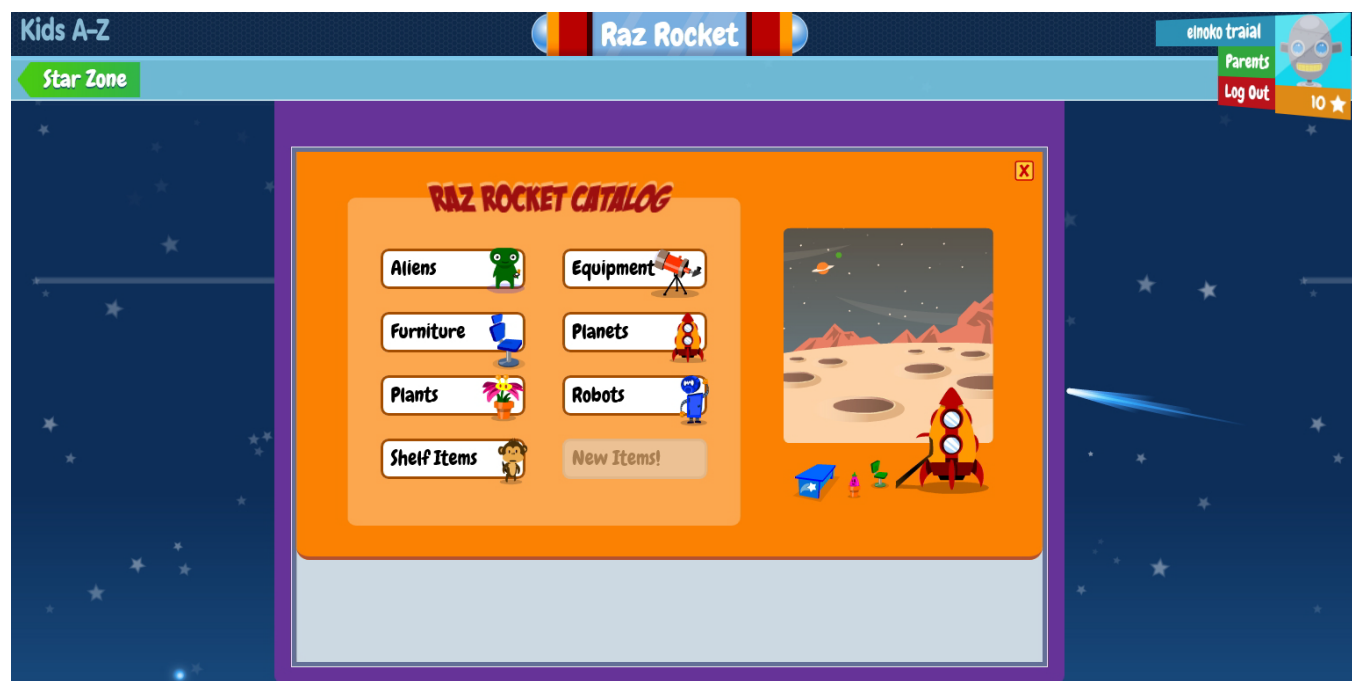 Kids A-Z
Raz Rocket
elnoko traial
Parents
Log Out
10
Star Zone
X
RAZ ROCKET CATALOG
Aliens
Equipment
Furniture
Planets
Plants
Robots
Shelf Items
New Items!